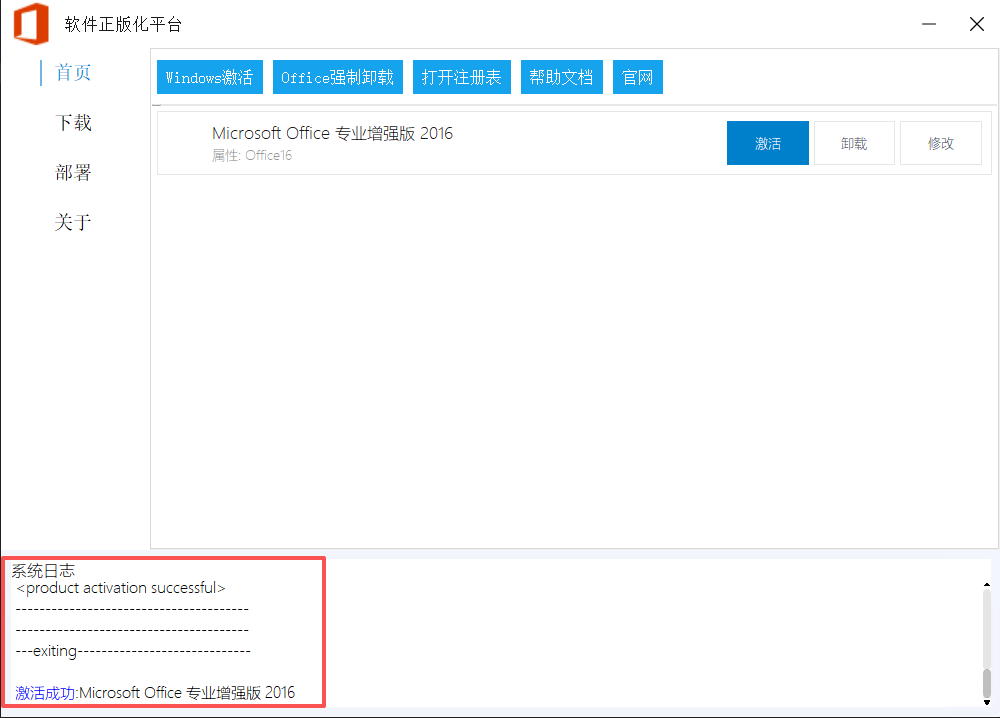 软件正版化平台
首页
下载
部署
关于
Windows激活 Office强制卸载 打开注册表 帮助文档 官网
Microsoft Office 专业增强版 2016
属性: Office16
激活 卸载 修改
系统日志
<product activation successful>
---------------------------------------
---------------------------------------
---exiting-----------------------------
激活成功:Microsoft Office 专业增强版 2016